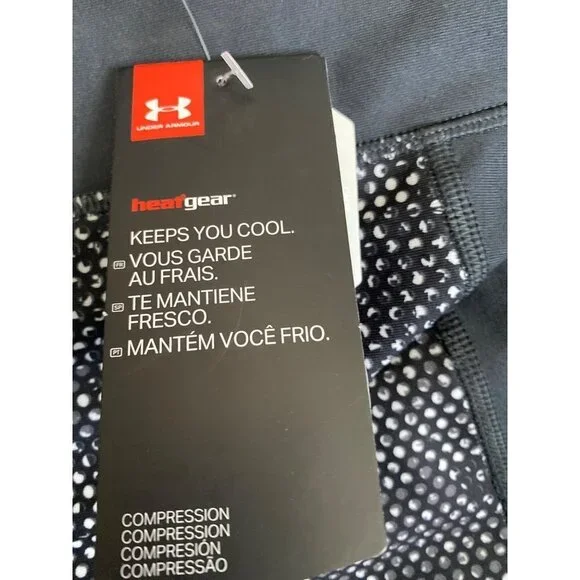 UNDER ARMOUR
heatgear®
KEEPS YOU COOL.
FR VOUS GARDE
AU FRAIS.
SP TE MANTIENE
FRESCO.
PT MANTÉM VOCÊ FRIO.
COMPRESSION
COMPRESSION
COMPRESIÓN
COMPRESSÃO